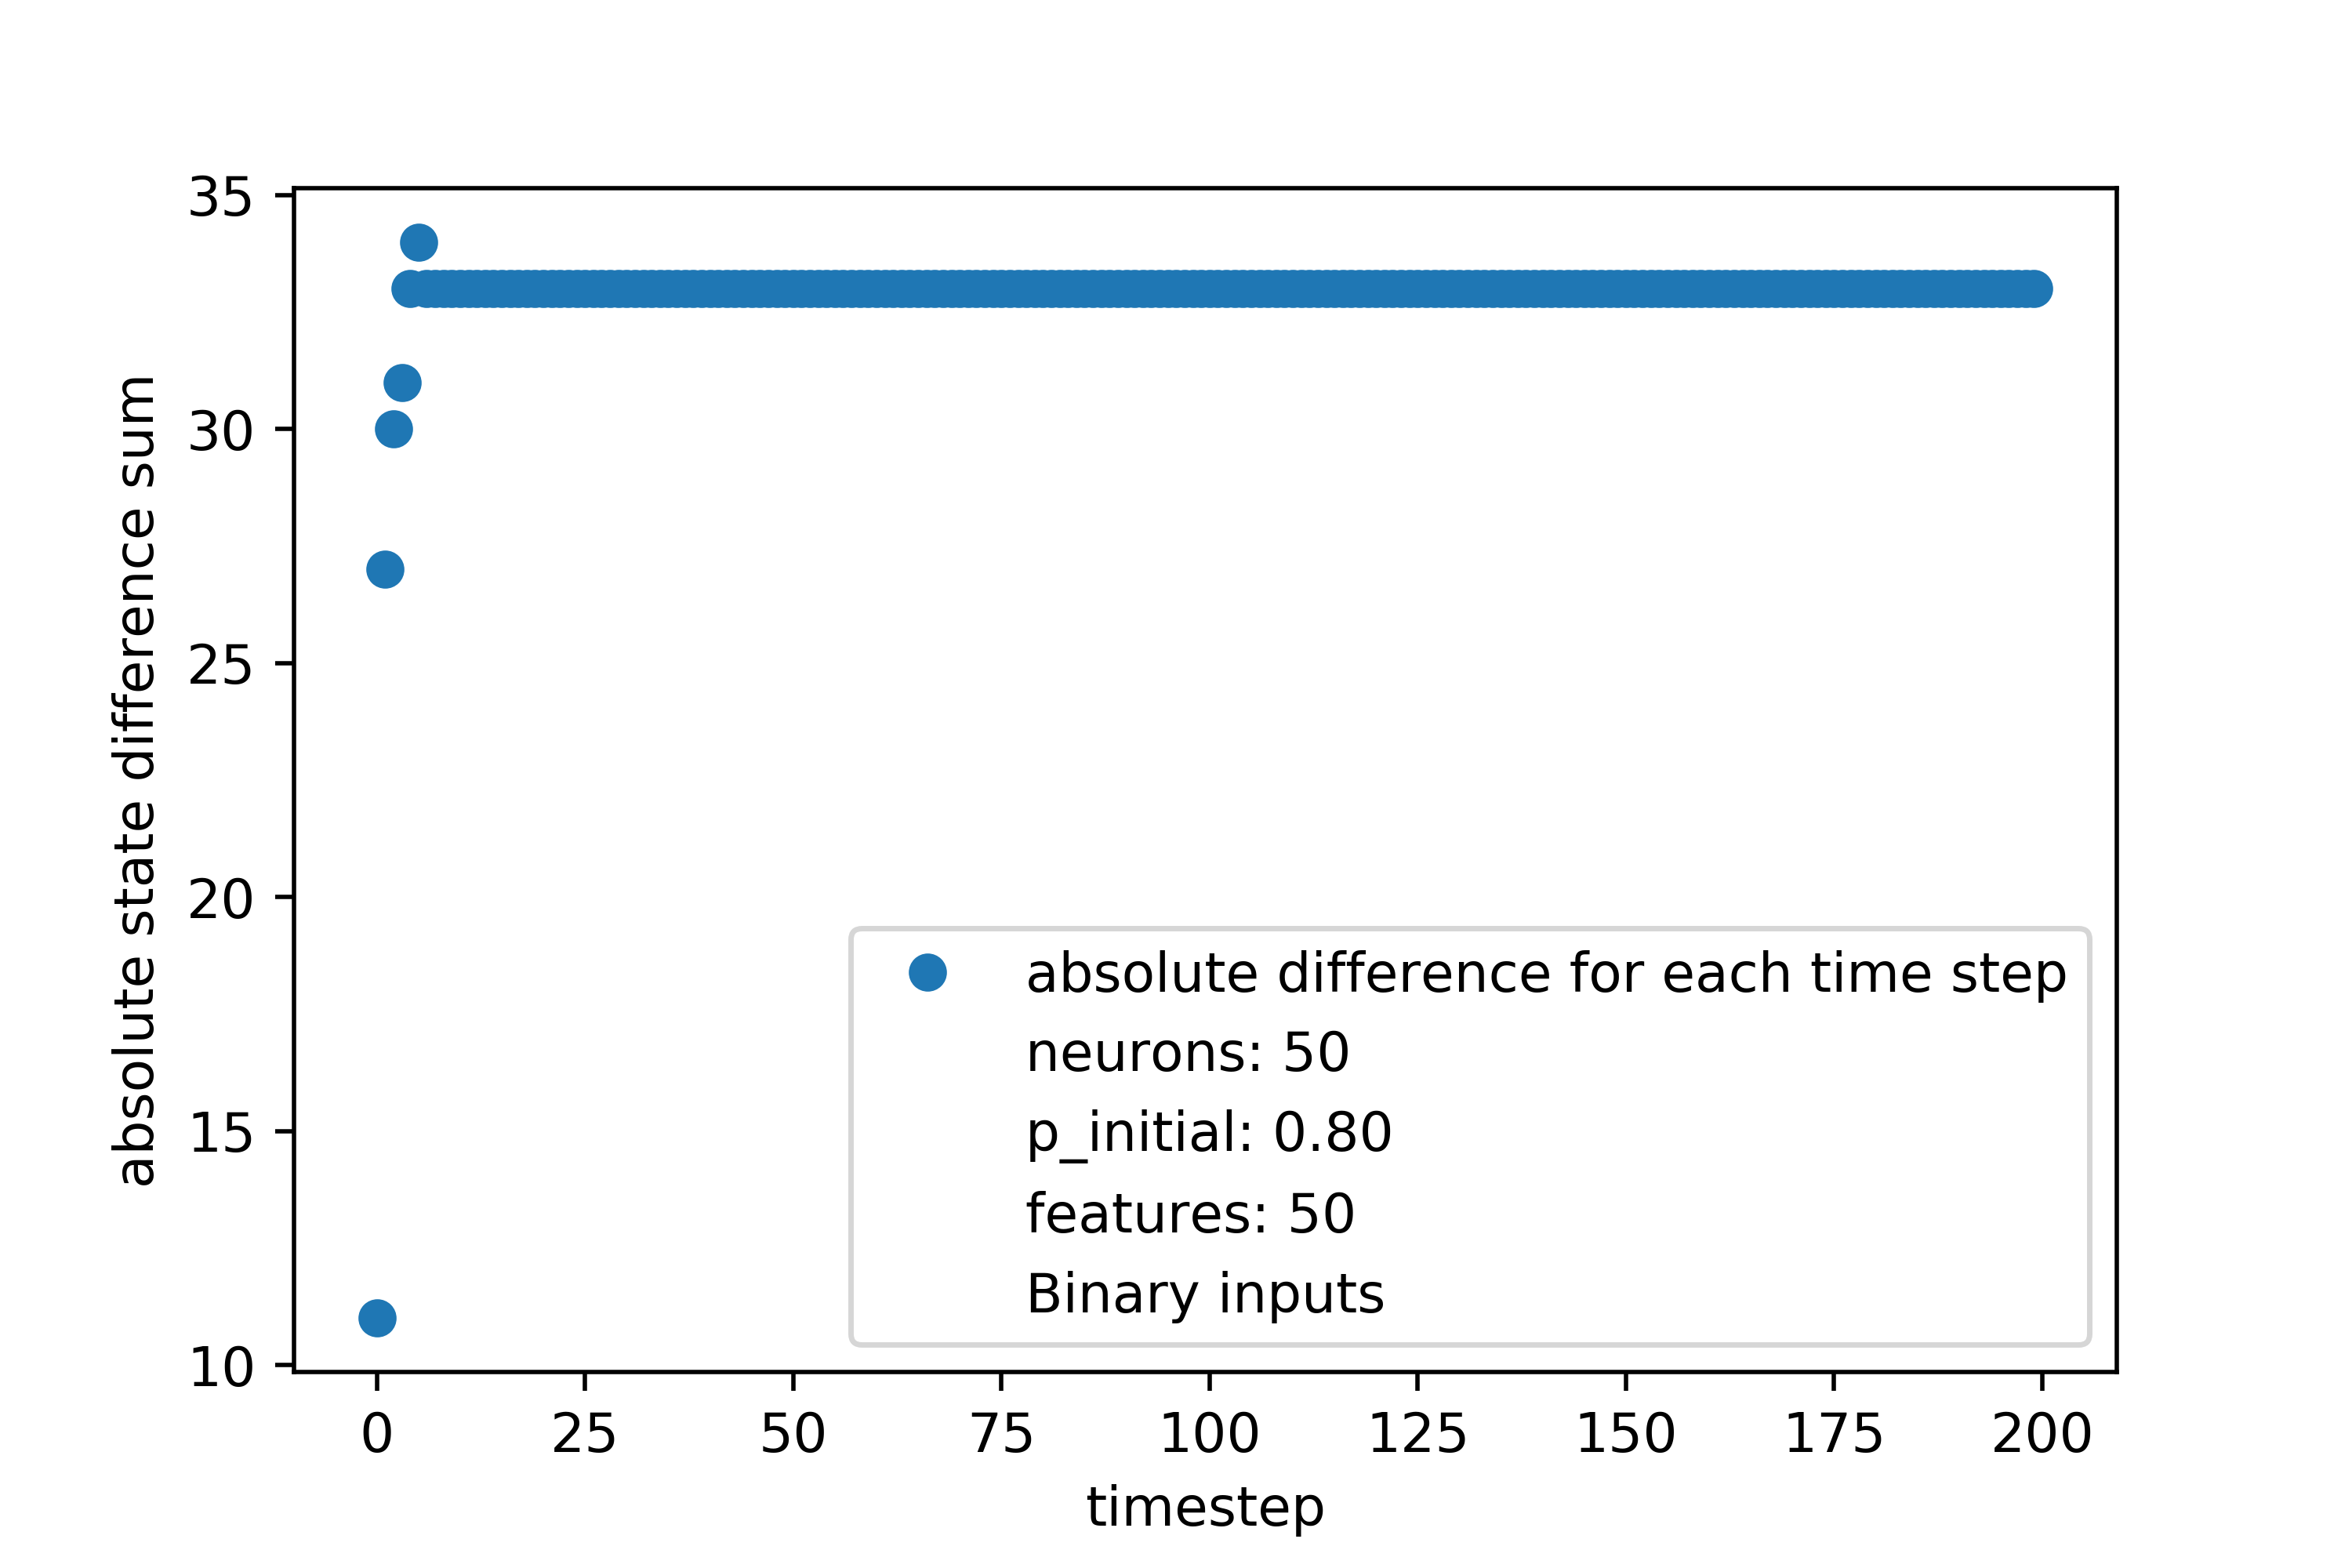 35
30
25
20
15
10
absolute state difference sum
absolute difference for each time step
neurons: 50
p_initial: 0.80
features: 50
Binary inputs
0 25 50 75 100 125 150 175 200
timestep